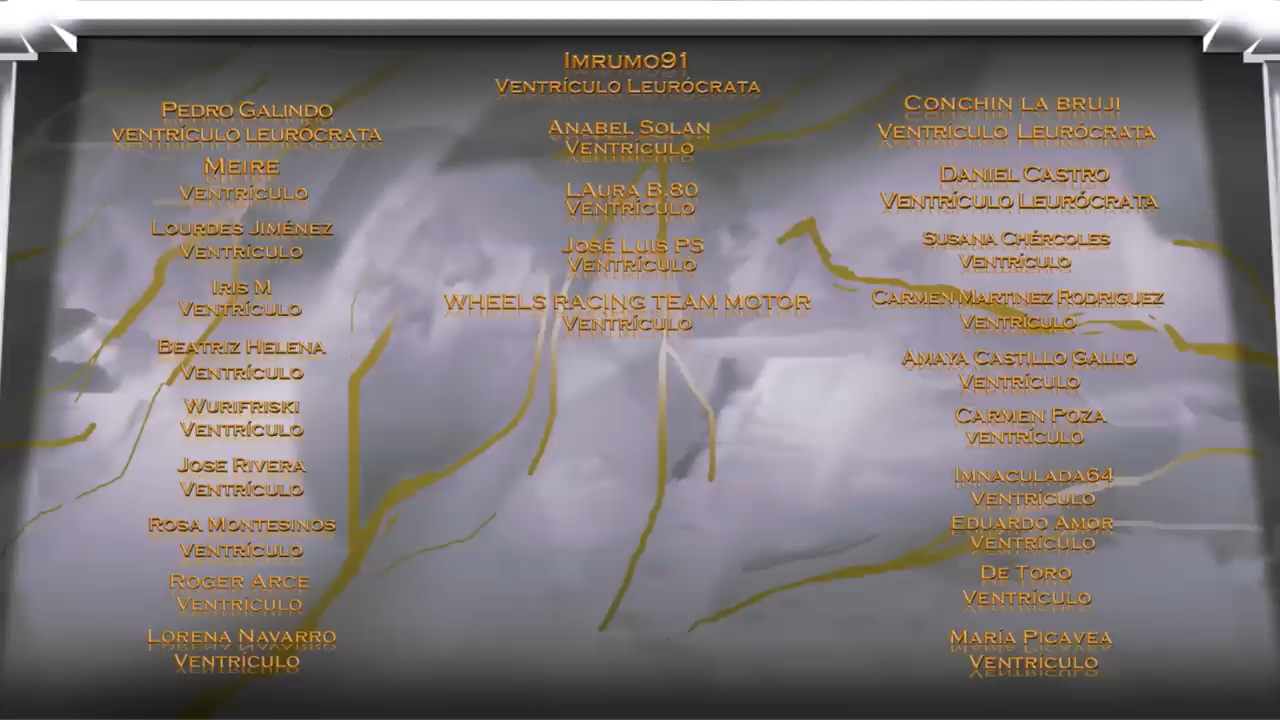 Pedro Galindo
ventrículo leurócrata
Meire
Ventrículo
Lourdes Jiménez
Ventrículo
Iris M
Ventrículo
Beatriz Helena
Ventrículo
Wurifriski
Ventrículo
Jose Rivera
Ventrículo
Rosa Montesinos
Ventrículo
Roger Arce
Ventrículo
Lorena Navarro
Ventrículo
Imrumo91
Ventrículo Leurócrata
Anabel Solan
Ventrículo
LAura B.80
Ventrículo
José Luis PS
Ventrículo
WHEELS RACING TEAM MOTOR
Ventrículo
Conchin la bruji
Ventrículo Leurócrata
Daniel Castro
Ventrículo Leurócrata
Susana Chércoles
Ventrículo
Carmen Martinez Rodriguez
Ventrículo
Amaya Castillo Gallo
Ventrículo
Carmen Poza
ventrículo
Imnaculada64
Ventrículo
Eduardo Amor
Ventrículo
De Toro
Ventrículo
María Picavea
Ventrículo